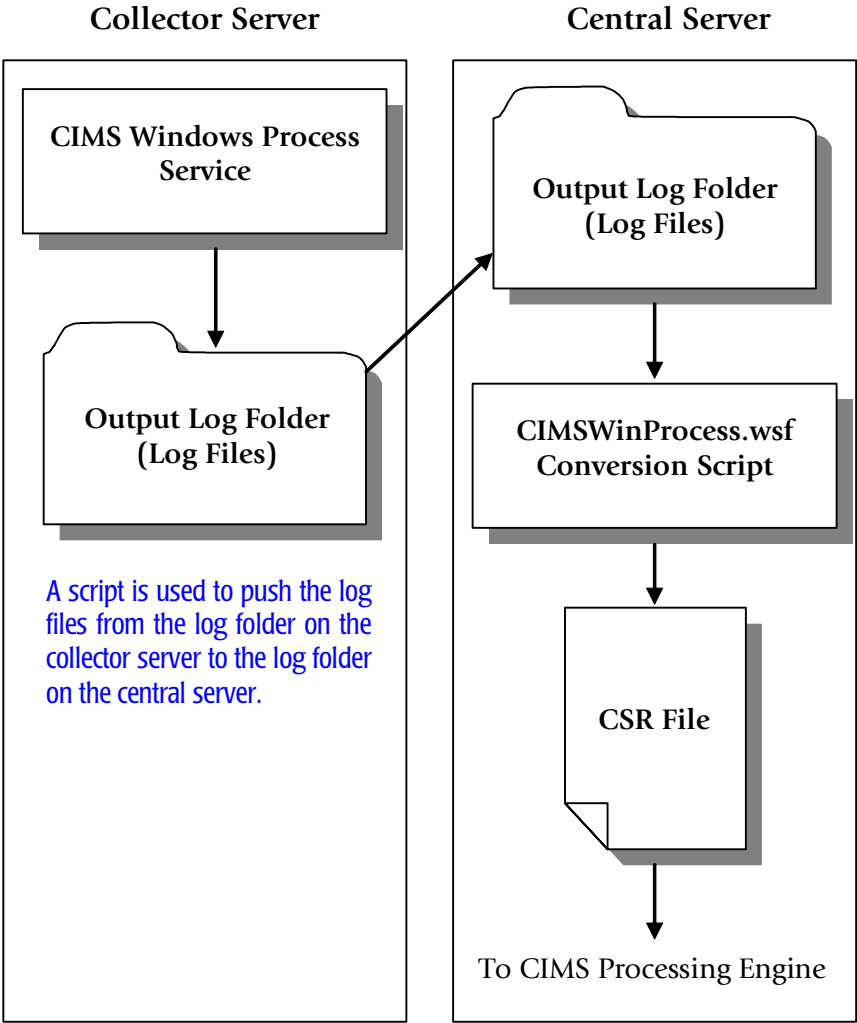 Collector Server
CIMS Windows Process
Service
Output Log Folder
(Log Files)
A script is used to push the log
files from the log folder on the
collector server to the log folder
on the central server.
Central Server
Output Log Folder
(Log Files)
CIMSWinProcess.wsf
Conversion Script
CSR File
To CIMS Processing Engine